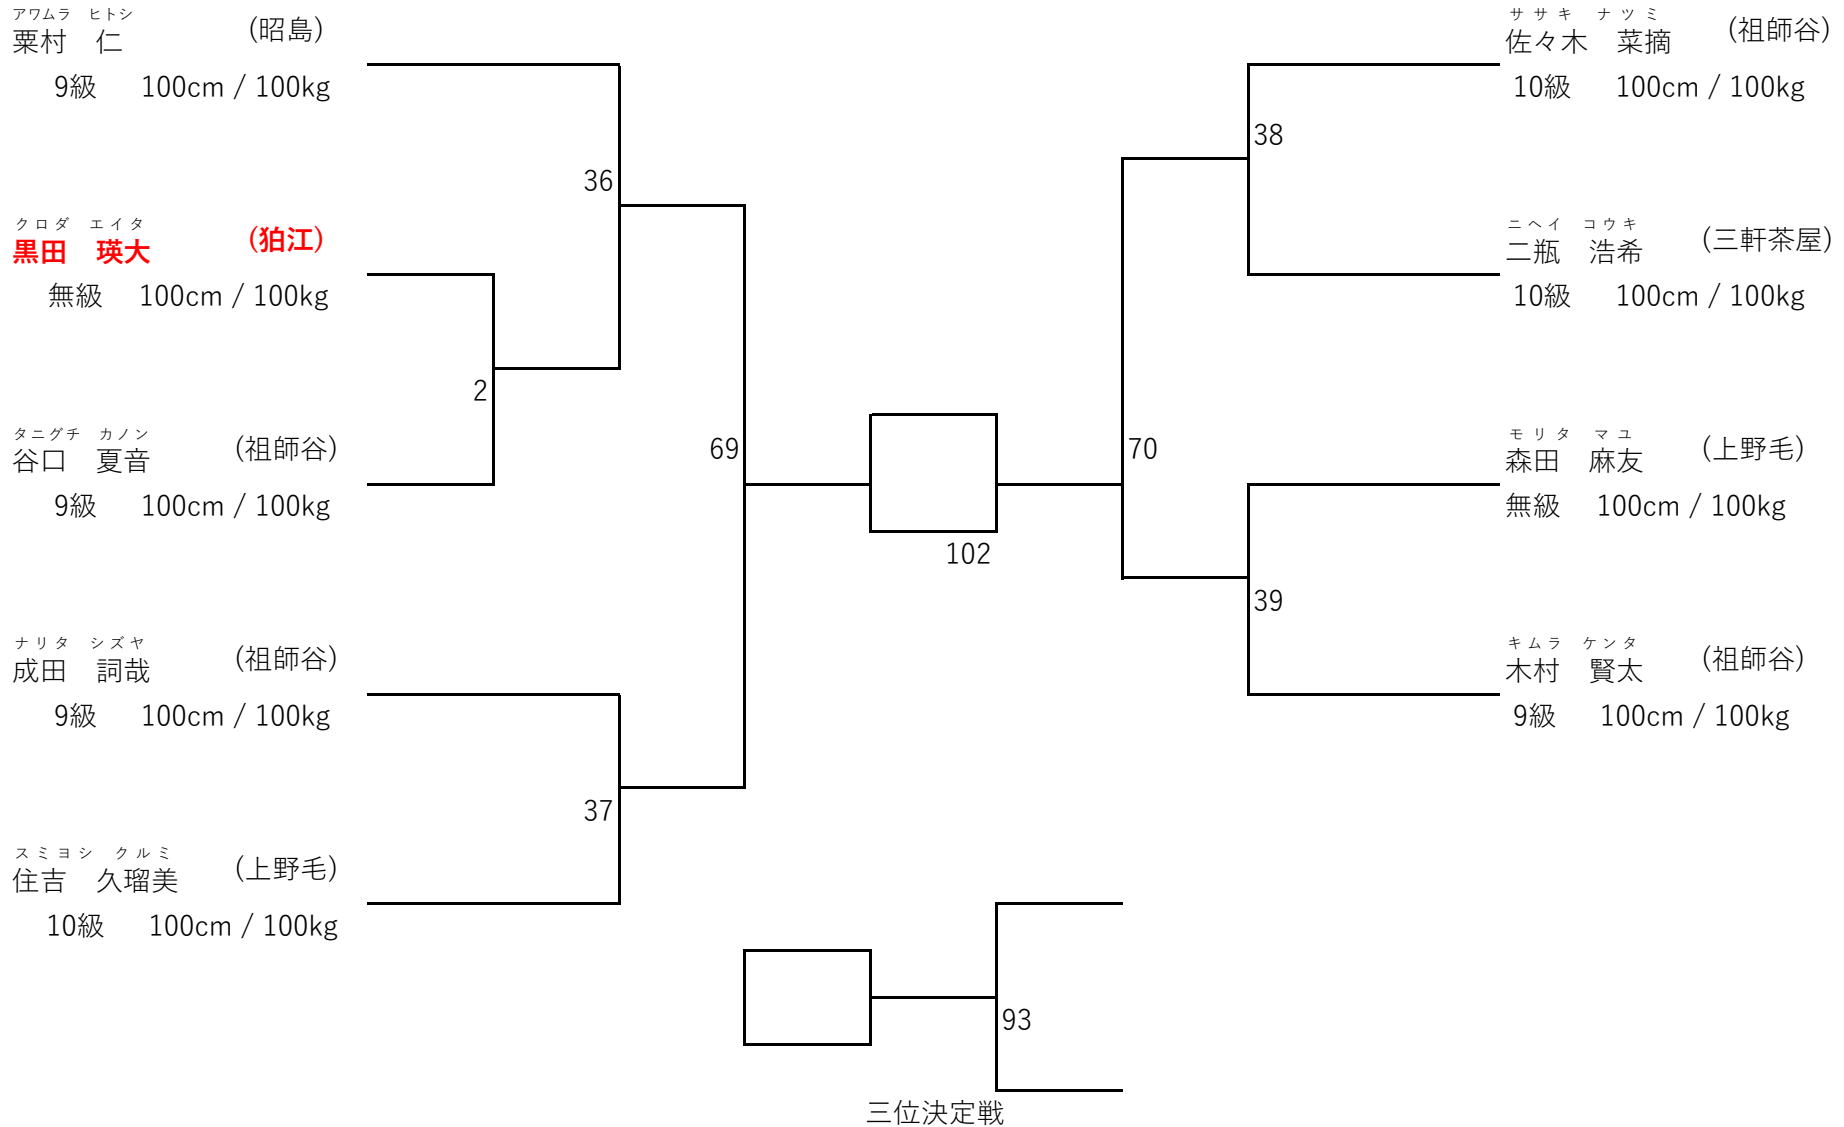 アワムラ ヒトシ
粟村 仁 (昭島)
9級 100cm / 100kg
36
クロダ エイタ
黒田 瑛大 (狛江)
無級 100cm / 100kg
2
タニグチ カノン
谷口 夏音 (祖師谷)
9級 100cm / 100kg
69
ナリタ シズヤ
成田 詞哉 (祖師谷)
9級 100cm / 100kg
37
スミヨシ クルミ
住吉 久瑠美 (上野毛)
10級 100cm / 100kg
102
ササキ ナツミ
佐々木 菜摘 (祖師谷)
10級 100cm / 100kg
38
ニヘイ コウキ
二瓶 浩希 (三軒茶屋)
10級 100cm / 100kg
70
モリタ マユ
森田 麻友 (上野毛)
無級 100cm / 100kg
39
キムラ ケンタ
木村 賢太 (祖師谷)
9級 100cm / 100kg
93
三位決定戦